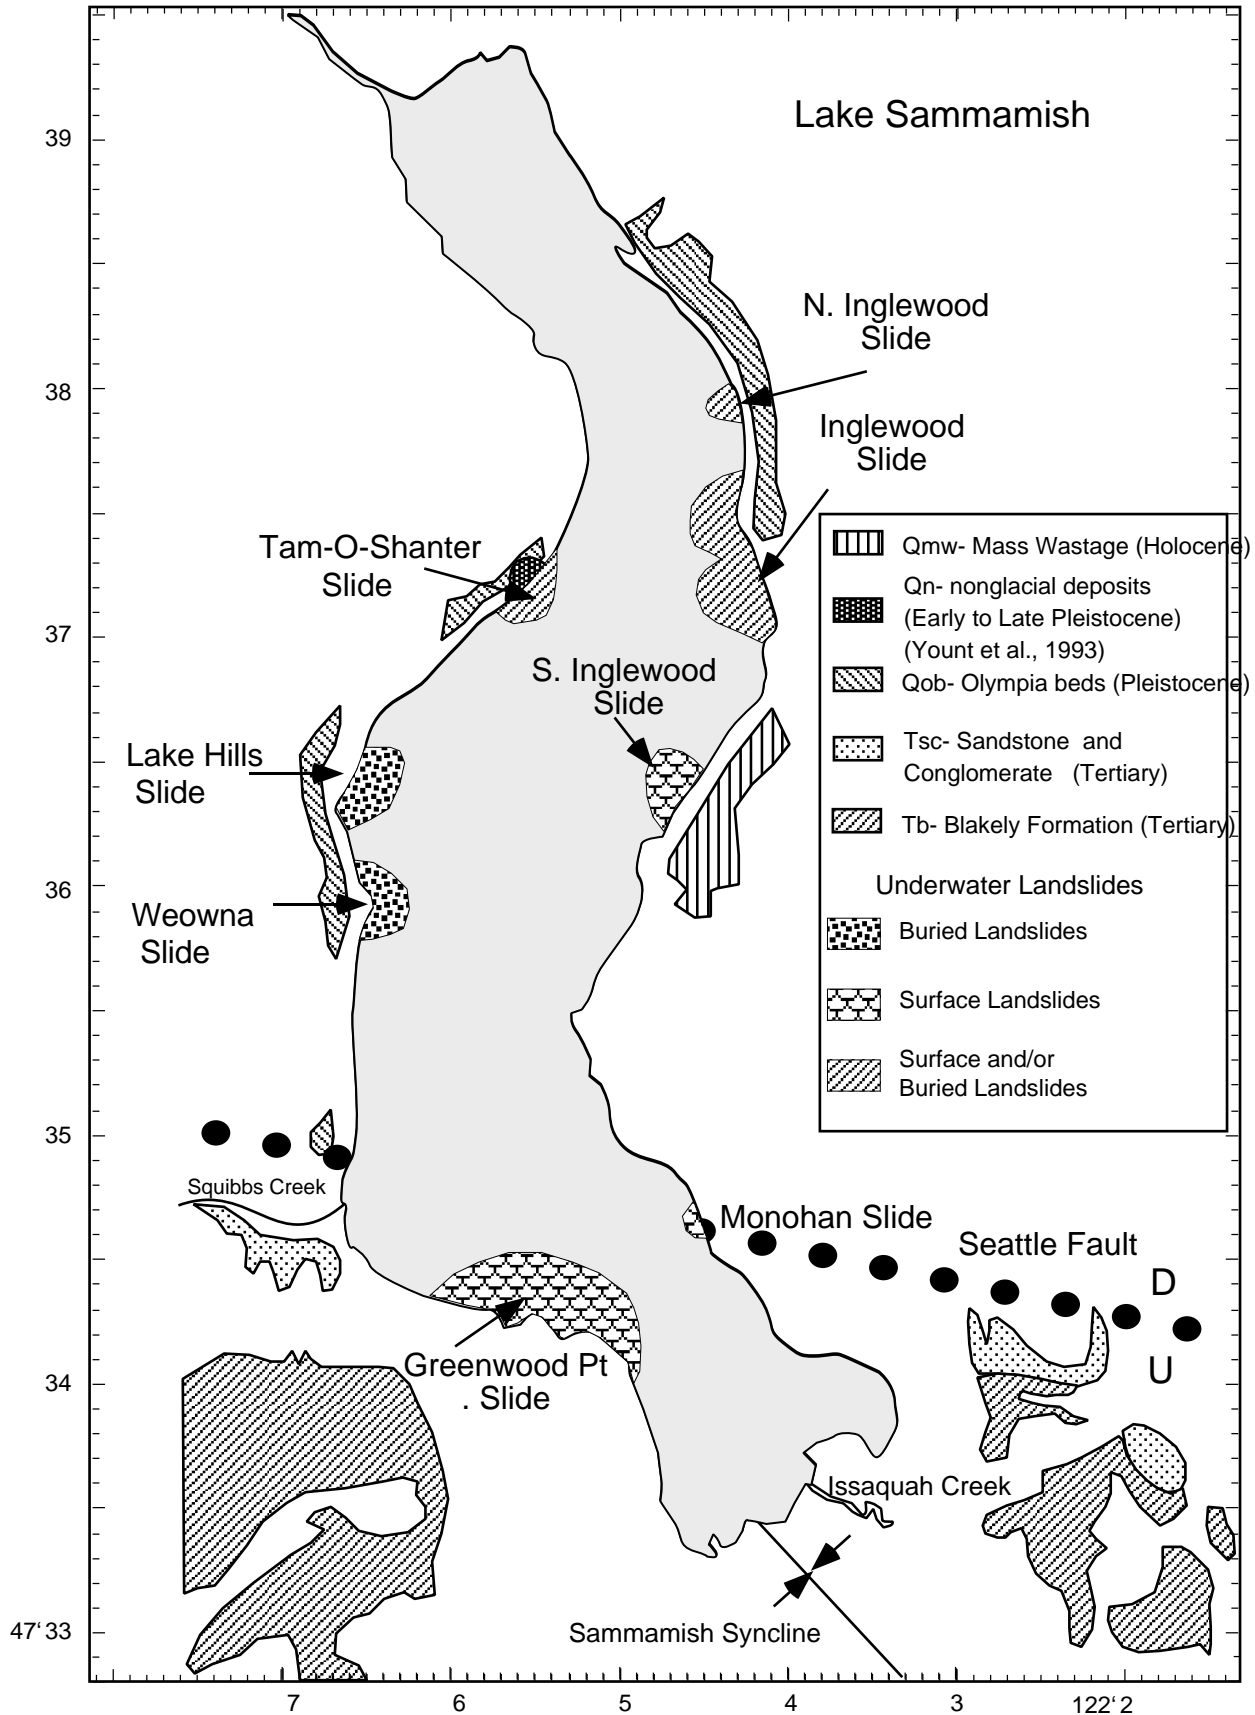 Lake Sammamish
39
N. Inglewood
Slide
38
Inglewood
Slide
Tam-O-Shanter
Slide
Qmw- Mass Wastage (Holocene)
Qn- nonglacial deposits
(Early to Late Pleistocene)
(Yount et al., 1993)
Qob- Olympia beds (Pleistocene)
Tsc- Sandstone and
Conglomerate (Tertiary)
Tb- Blakely Formation (Tertiary)
Underwater Landslides
Buried Landslides
Surface Landslides
Surface and/or
Buried Landslides
37
S. Inglewood
Slide
Lake Hills
Slide
36
Weowna
Slide
35
Squibbs Creek
Monohan Slide
Seattle Fault
D
U
Greenwood Pt
. Slide
34
Issaquah Creek
Sammamish Syncline
47‘ 33
7
6
5
4
3
122‘ 2